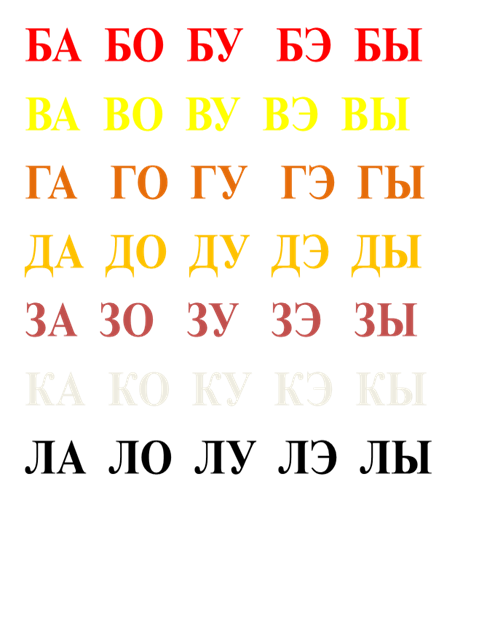 БА БО БУ БЭ БЫ
ВА ВО ВУ ВЭ ВЫ
ГА ГО ГУ ГЭ ГЫ
ДА ДО ДУ ДЭ ДЫ
ЗА ЗО ЗУ ЗЭ ЗЫ
КА КО КУ КЭ КЫ
ЛА ЛО ЛУ ЛЭ ЛЫ